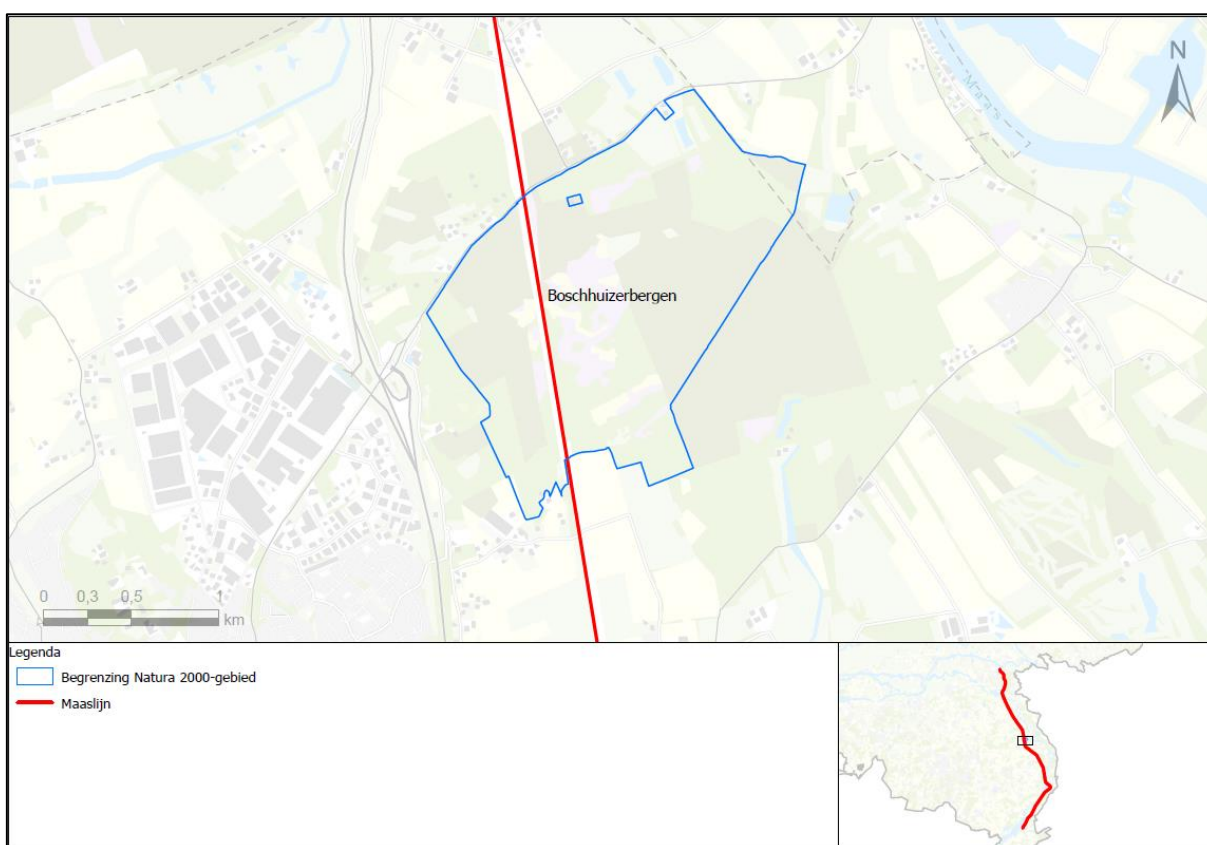 N
Maas
Boschhuizerbergen
0 0,3 0,5 1
km
Legenda
Begrenzing Natura 2000-gebied
Maaslijn